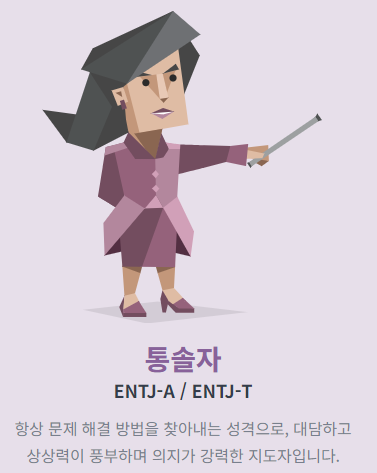 통솔자
ENTJ-A / ENTJ-T
항상 문제 해결 방법을 찾아내는 성격으로, 대담하고
상상력이 풍부하며 의지가 강력한 지도자입니다.